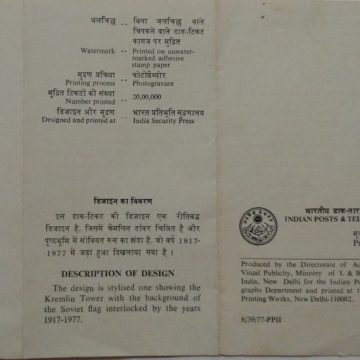 जलचिह्न .. बिना जलचिह्न वाले
चिपकने वाले डाक-टिकट
कागज पर मुद्रित
Watermark .. Printed on unwater-
marked adhesive
stamp paper
मुद्रण प्रक्रिया .. फोटोग्रेव्योर
Printing process .. Photogravure
मुद्रित टिकटों की संख्या
Number printed .. 20,00,000
डिजाइन और मुद्रण .. भारत प्रतिभूति मुद्रणालय
Designed and printed at .. India Security Press
डिजाइन का विवरण
इस डाक-टिकट की डिजाइन एक रीतिबद्ध
डिजाइन है, जिसमें क्रेमलिन टॉवर चित्रित है और
पृष्ठभूमि में सोवियत रूस का झंडा है, जो वर्ष 1917-
1977 में जड़ा हुआ दिखलाया गया है ।
DESCRIPTION OF DESIGN
The design is stylised one showing the
Kremlin Tower with the background of
the Soviet flag interlocked by the years
1917-1977.
भारतीय डाक-तार
INDIAN POSTS & TEL
Produced by the Directorate of Ad
Visual Publicity, Ministry of I. & B
India, New Delhi for the Indian P
graphs Department and printed at
Printing Works, New Delhi-110002.
6/39/77-PPII